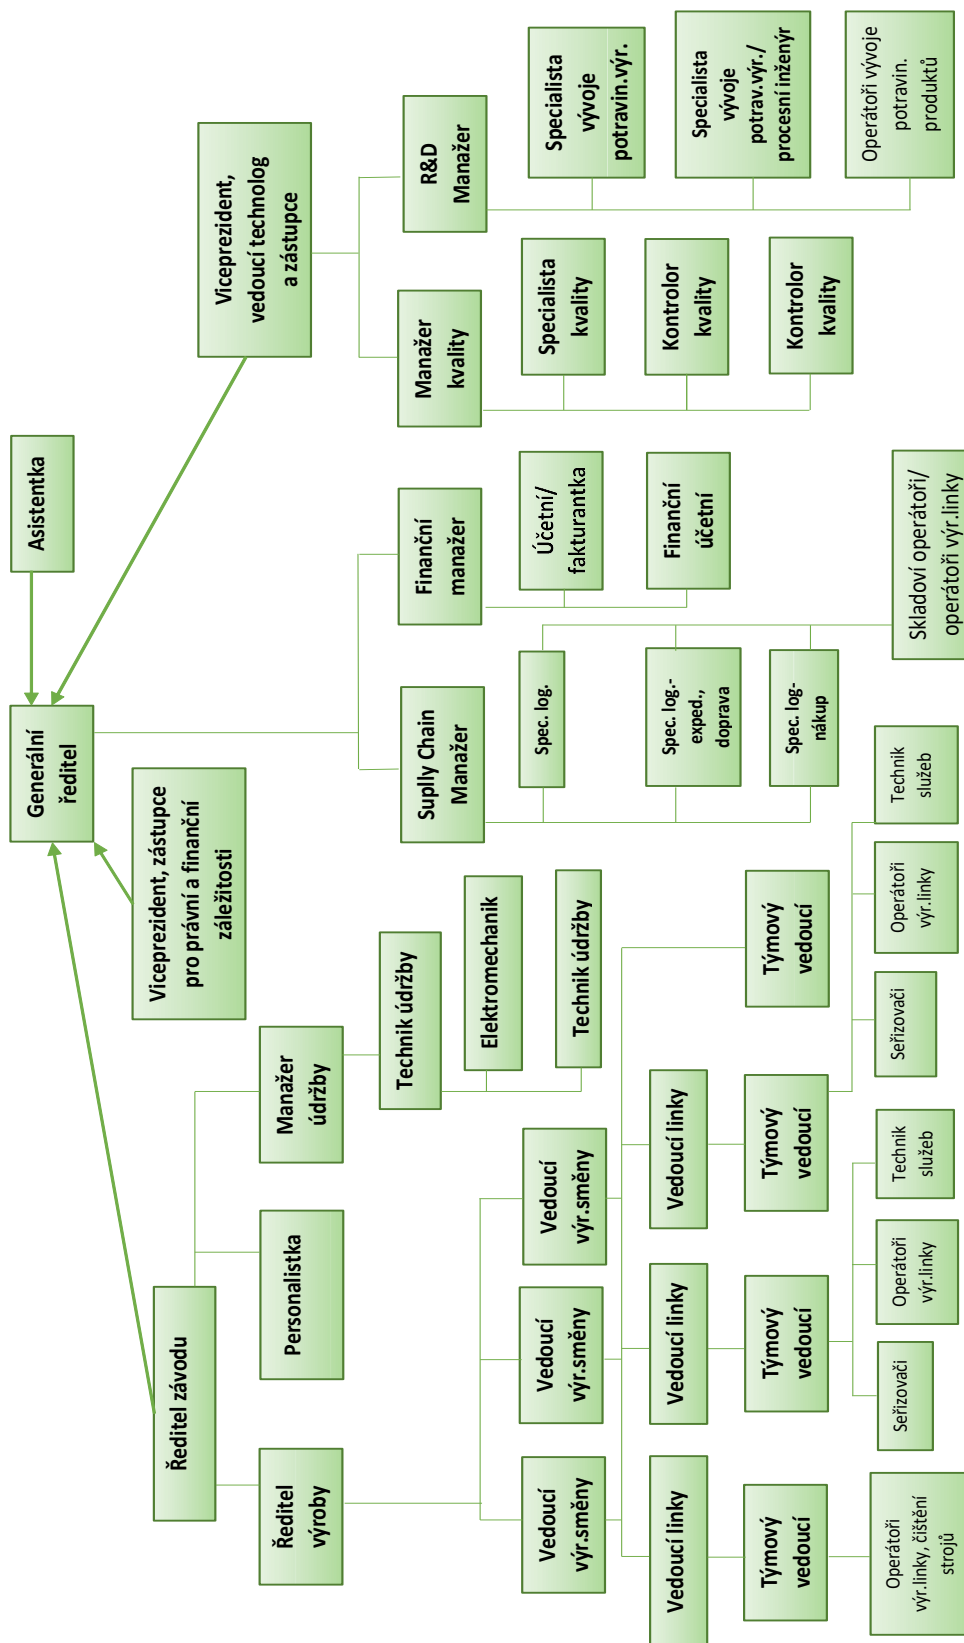 Asistentka
Generální
ředitel
Viceprezident, zástupce
pro právní a finanční
záležitosti
Viceprezident,
vedoucí technolog
a zástupce
Ředitel závodu
Ředitel
výroby
Personalistka
Manažer
údržby
Suplly Chain
Manažer
Finanční
manažer
Manažer
kvality
R&D
Manažer
Technik údržby
Elektromechanik
Technik údržby
Vedoucí
výr.směny
Vedoucí
výr.směny
Vedoucí
výr.směny
Spec. log.
Spec. log.-
exped.,
doprava
Spec. log-
nákup
Skladoví operátoři/
operátoři výr.linky
Účetní/
fakturantka
Finanční
účetní
Specialista
kvality
Kontrolor
kvality
Kontrolor
kvality
Specialista
vývoje
potravin.výr.
Specialista
vývoje
potrav.výr./
procesní inženýr
Operátoři vývoje
potravin.
produktů
Vedoucí linky
Vedoucí linky
Vedoucí linky
Týmový
vedoucí
Týmový
vedoucí
Týmový
vedoucí
Týmový
vedoucí
Operátoři
výr.linky, čištění
strojů
Seřizovači
Operátoři
výr.linky
Technik
služeb
Seřizovači
Operátoři
výr.linky
Technik
služeb